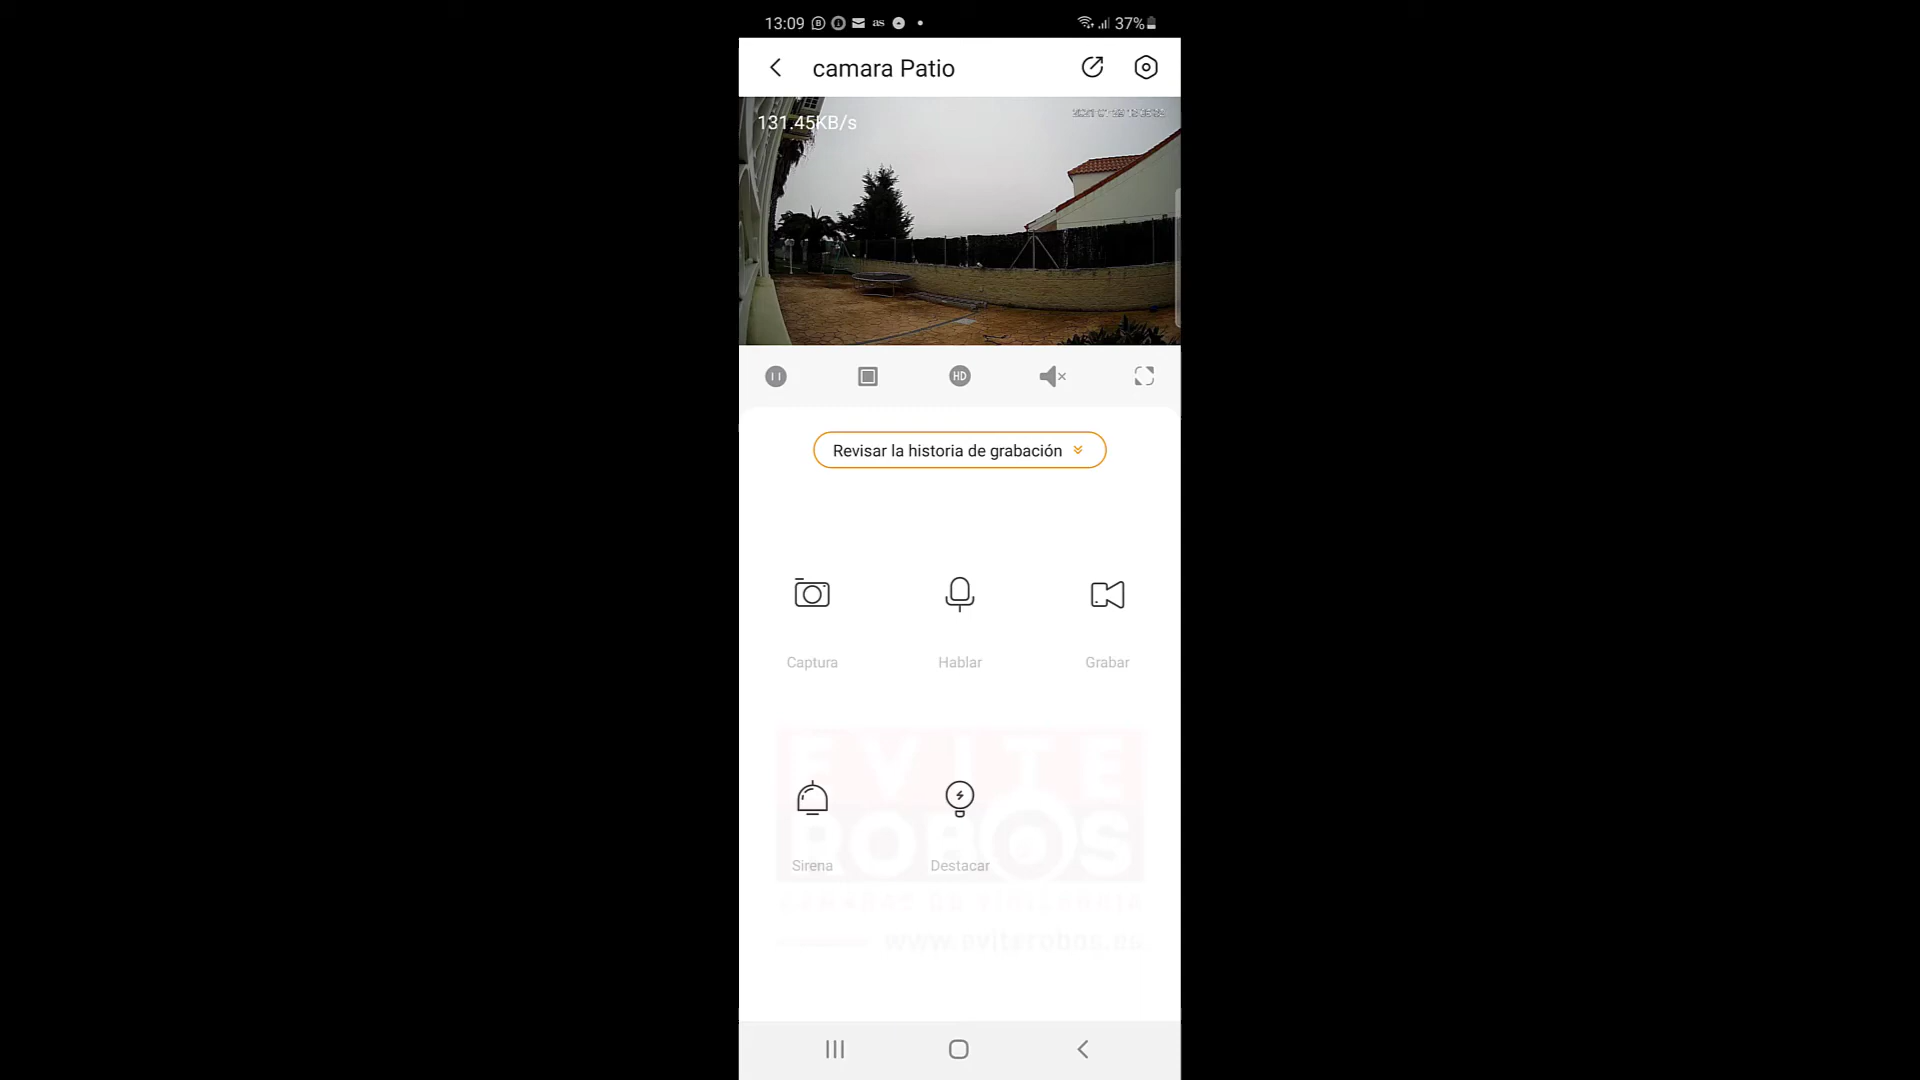 13:09 as 37%
camara Patio
131.45KB/s
HD
Revisar la historia de grabación
Captura Hablar Grabar
EVITE
ROBOS
Sirena Destacar
www.eviterobos.es